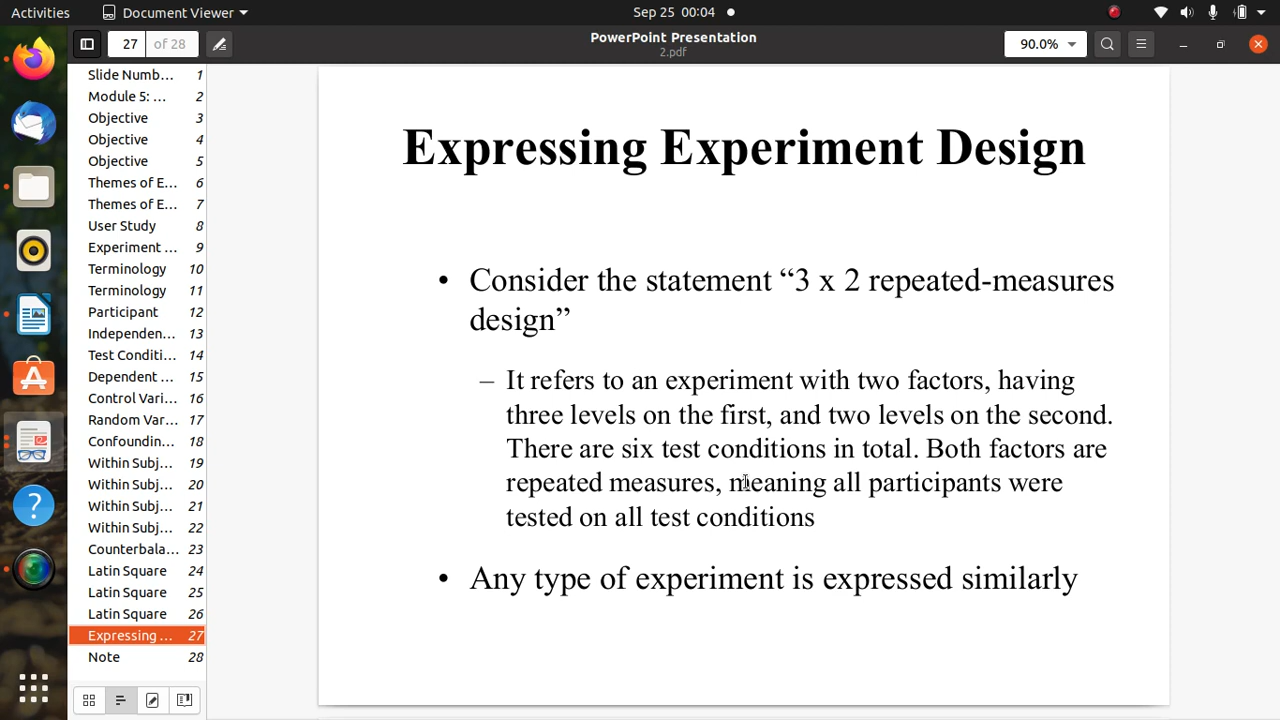 Activities Document Viewer Sep 25 00:04
27 of 28 PowerPoint Presentation 90.0%
2.pdf
Slide Numb... 1
Module 5: ... 2
Objective 3
Objective 4
Objective 5
Themes of E... 6
Themes of E... 7
User Study 8
Experiment ... 9
Terminology 10
Terminology 11
Participant 12
Independen... 13
Test Conditi... 14
Dependent ... 15
Control Vari... 16
Random Var... 17
Confoundin... 18
Within Subj... 19
Within Subj... 20
Within Subj... 21
Within Subj... 22
Counterbala... 23
Latin Square 24
Latin Square 25
Latin Square 26
Expressing ... 27
Note 28
Expressing Experiment Design
• Consider the statement “3 x 2 repeated-measures
design”
– It refers to an experiment with two factors, having
three levels on the first, and two levels on the second.
There are six test conditions in total. Both factors are
repeated measures, meaning all participants were
tested on all test conditions
• Any type of experiment is expressed similarly